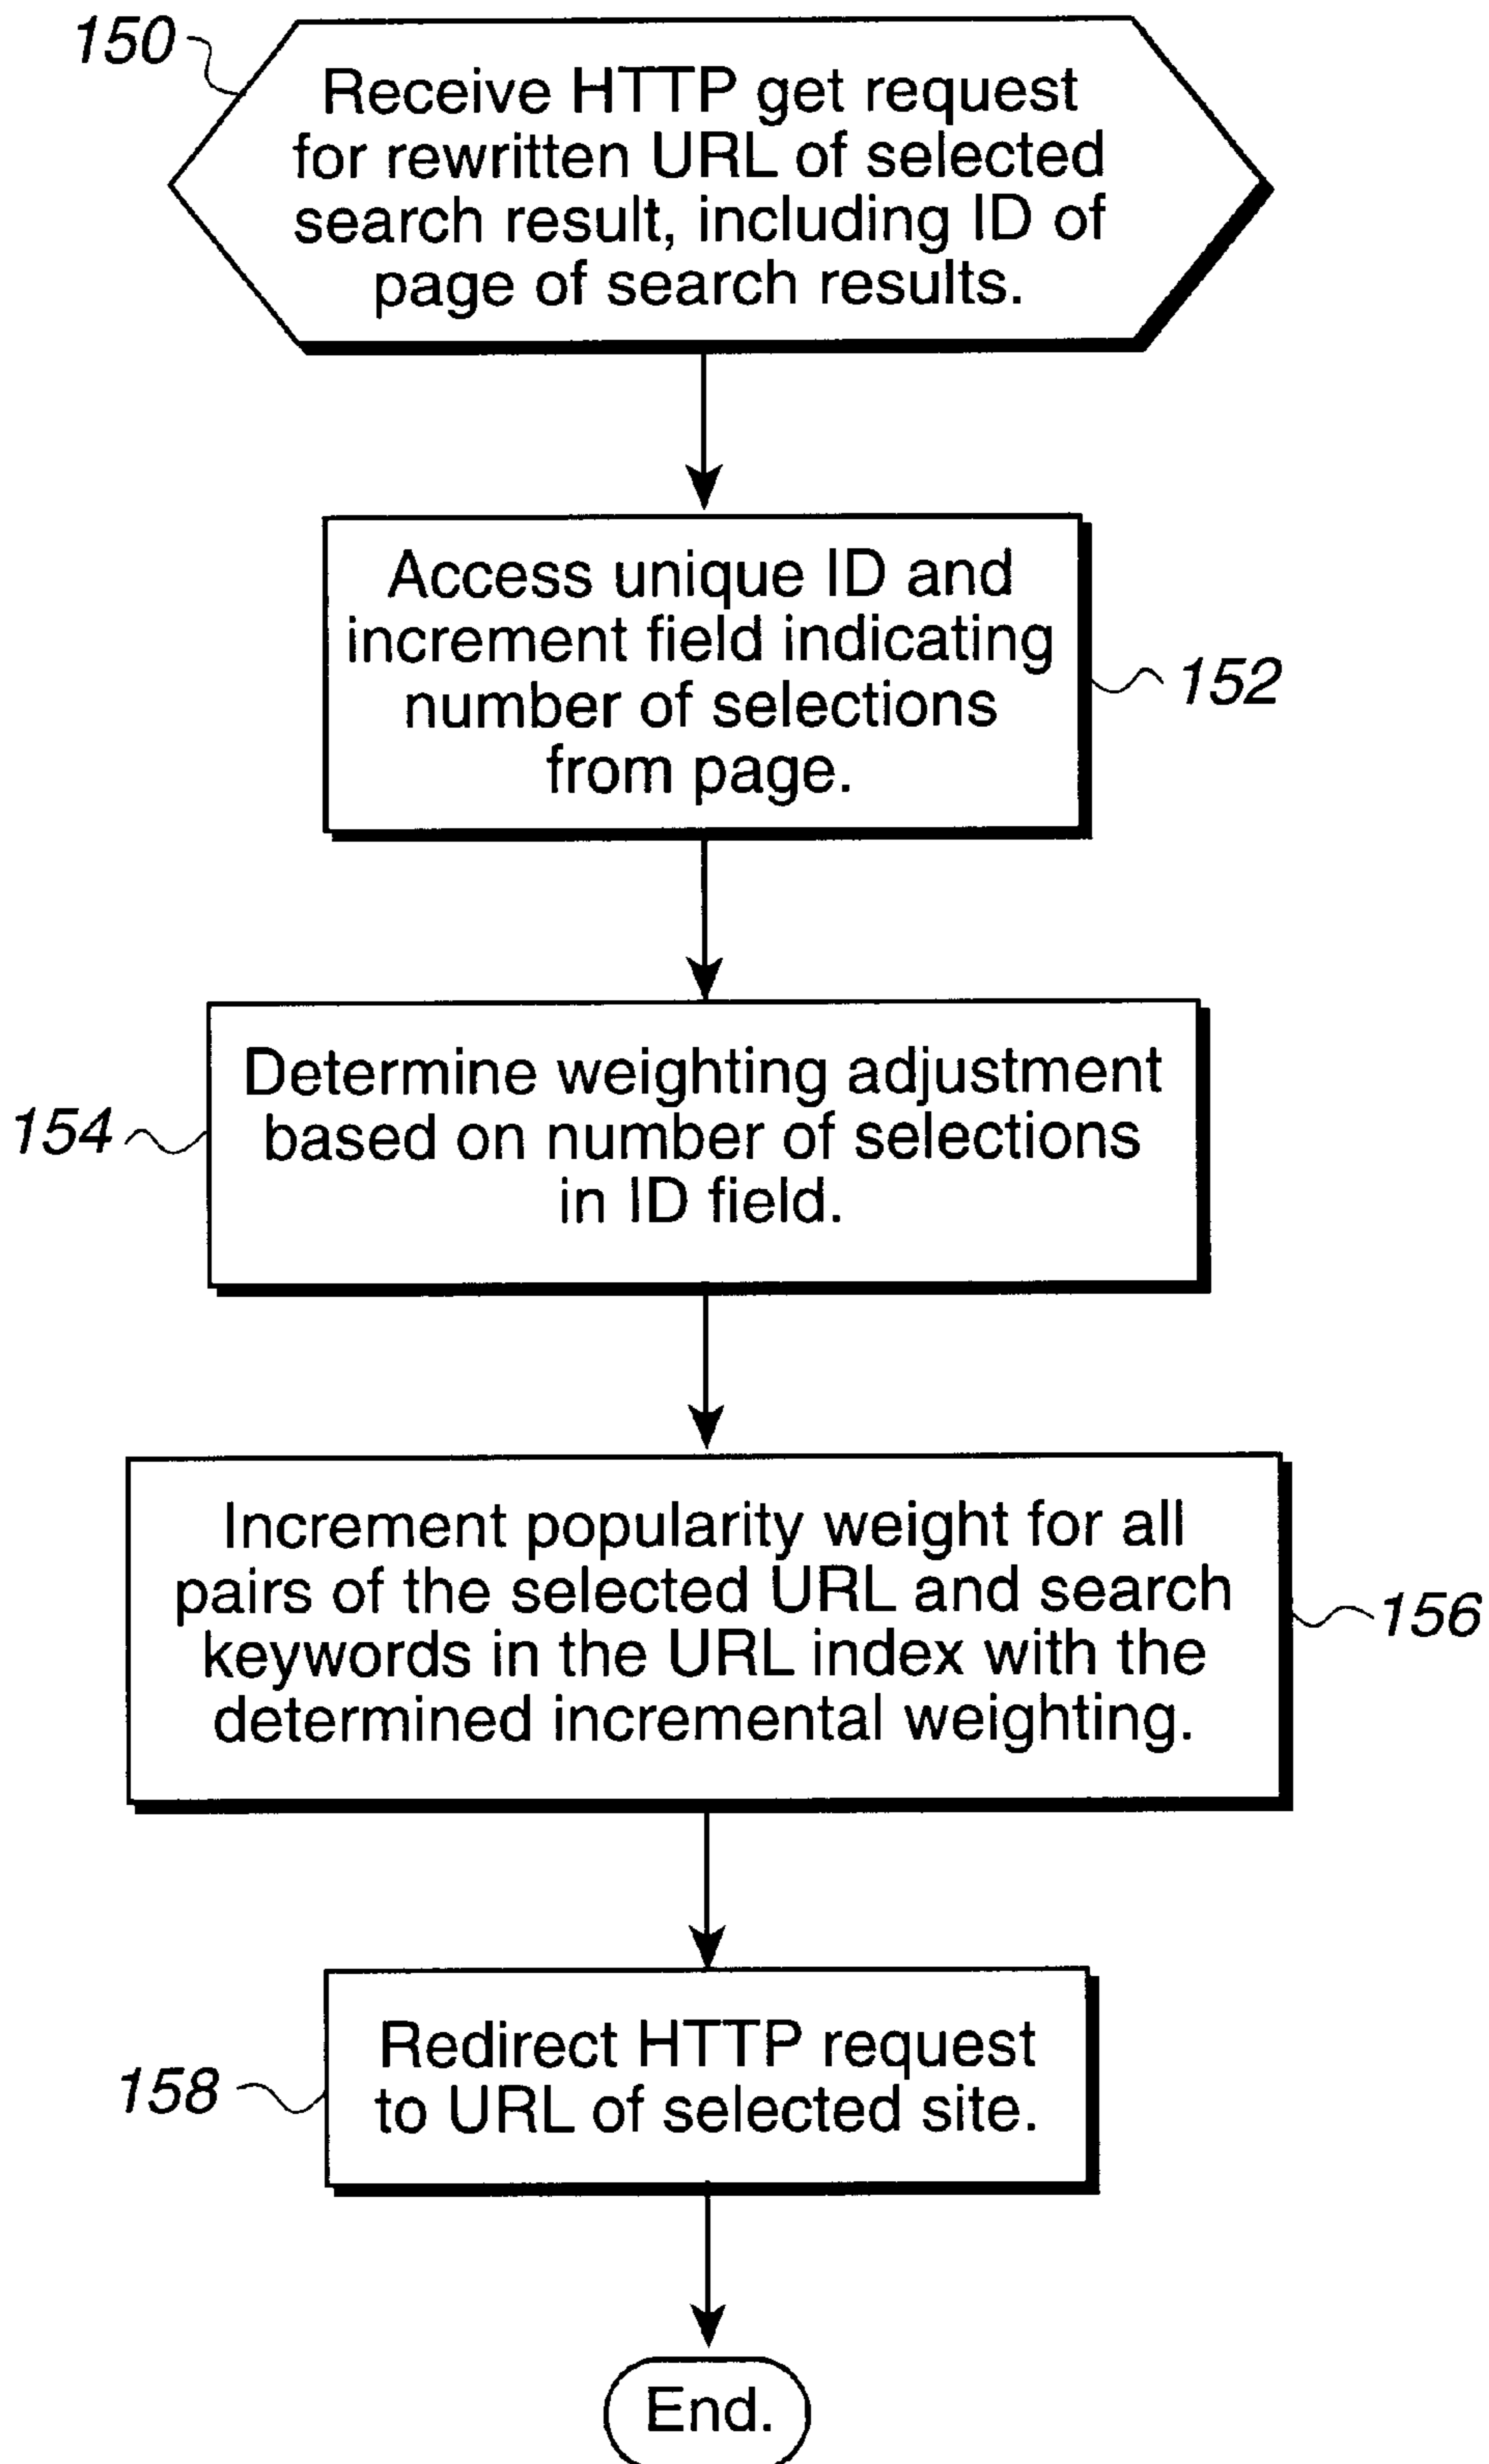 150
Receive HTTP get request
for rewritten URL of selected
search result, including ID of
page of search results.
Access unique ID and
increment field indicating
number of selections
from page.
152
Determine weighting adjustment
based on number of selections
in ID field.
154
Increment popularity weight for all
pairs of the selected URL and search
keywords in the URL index with the
determined incremental weighting.
156
Redirect HTTP request
to URL of selected site.
158
End.